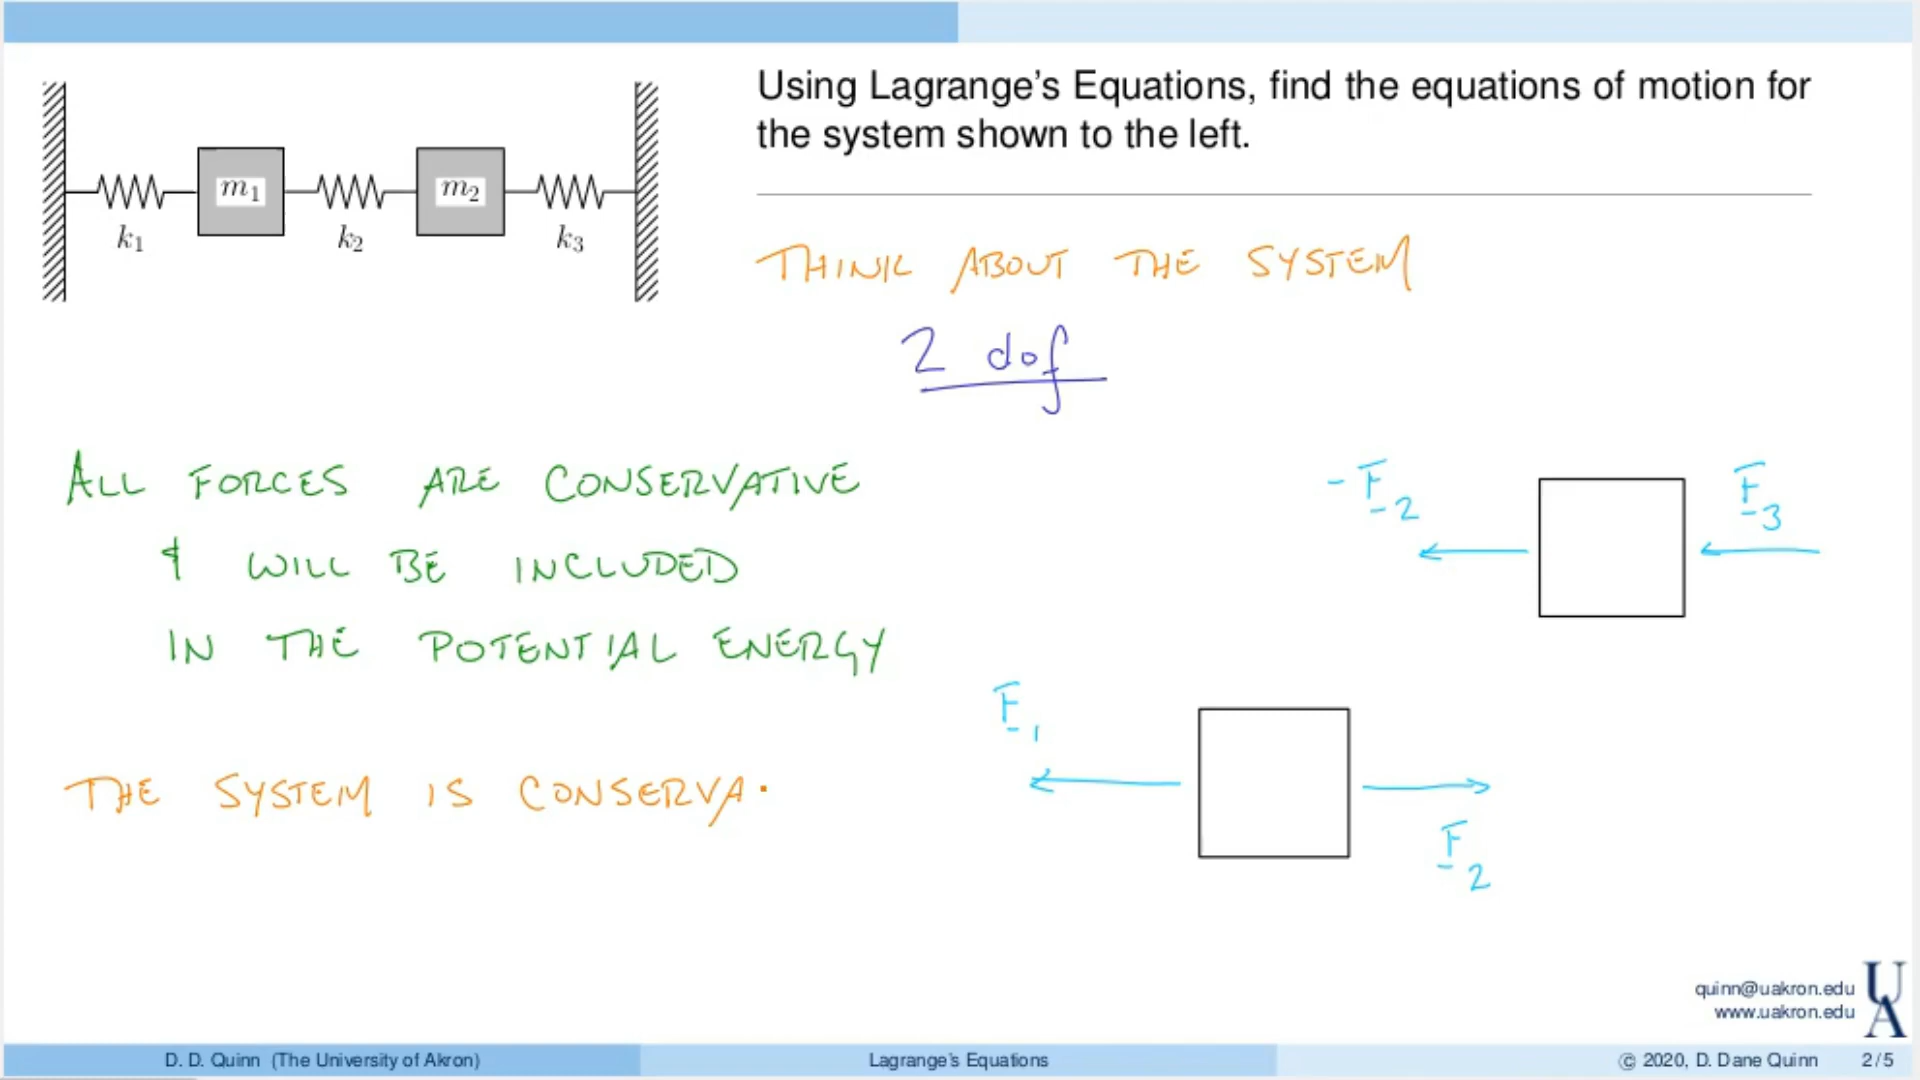 Using Lagrange's Equations, find the equations of motion for
the system shown to the left.
m1
m2
k1
k2
k3
THINK ABOUT THE SYSTEM
2 dof
ALL FORCES ARE CONSERVATIVE
& WILL BE INCLUDED
IN THE POTENTIAL ENERGY
THE SYSTEM IS CONSERVA
-F2
F3
F1
F2
quinn@uakron.edu
www.uakron.edu
UA
D. D. Quinn (The University of Akron)
Lagrange's Equations
© 2020, D. Dane Quinn 2/5